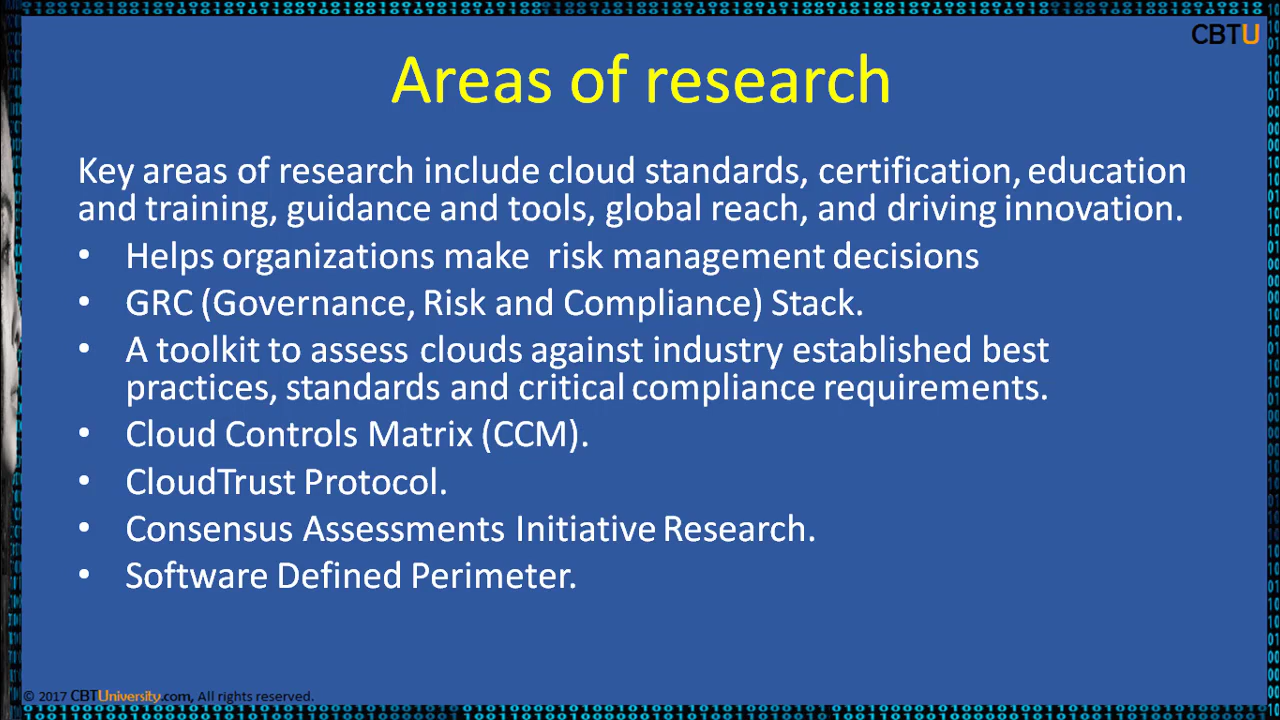 CBTU
Areas of research
Key areas of research include cloud standards, certification, education
and training, guidance and tools, global reach, and driving innovation.
• Helps organizations make  risk management decisions
• GRC (Governance, Risk and Compliance) Stack.
• A toolkit to assess clouds against industry established best
practices, standards and critical compliance requirements.
• Cloud Controls Matrix (CCM).
• CloudTrust Protocol.
• Consensus Assessments Initiative Research.
• Software Defined Perimeter.
© 2017 CBTUniversity.com, All rights reserved.